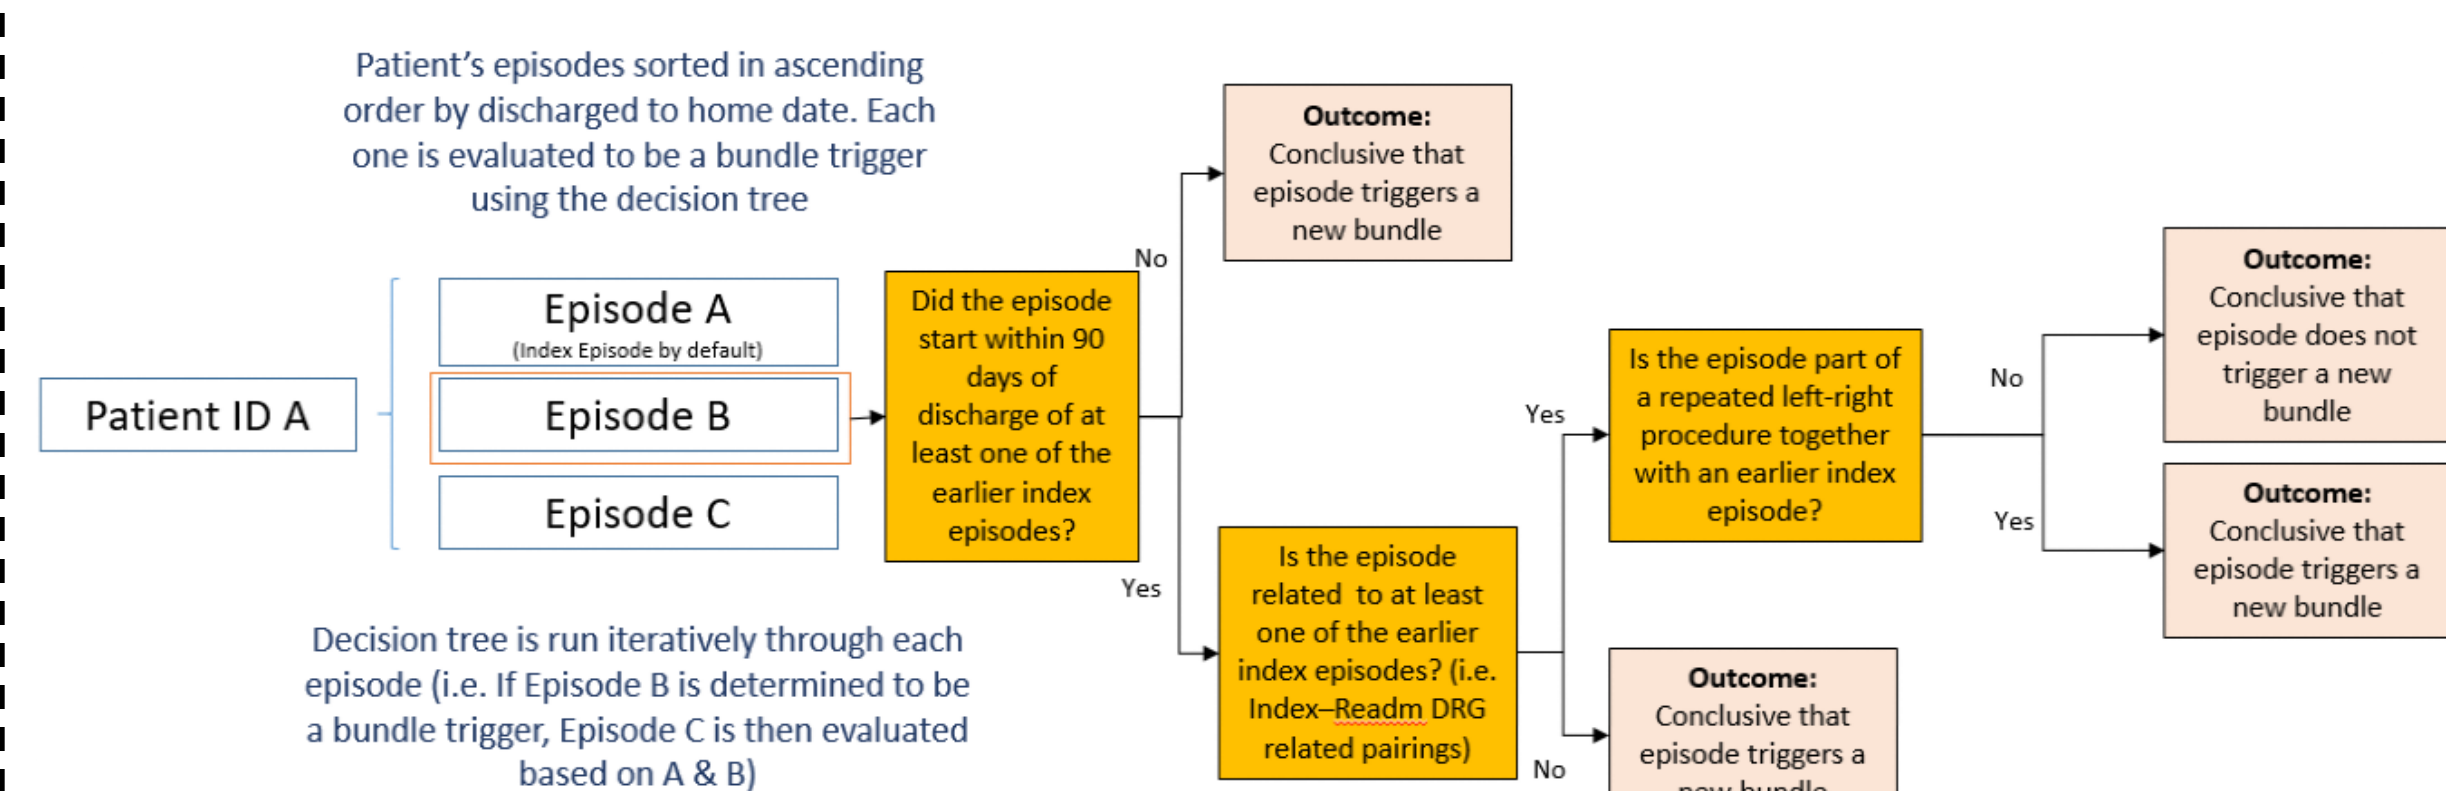 Patient's episodes sorted in ascending
order by discharged to home date. Each
one is evaluated to be a bundle trigger
using the decision tree
Patient ID A
Episode A
(Index Episode by default)
Episode B
Episode C
Decision tree is run iteratively through each
episode (i.e. If Episode B is determined to be
a bundle trigger, Episode C is then evaluated
based on A & B)
Did the episode
start within 90
days of
discharge of at
least one of the
earlier index
episodes?
No
Outcome:
Conclusive that
episode triggers a
new bundle
Yes
Is the episode
related to at least
one of the earlier
index episodes? (i.e.
Index–Readm DRG
related pairings)
Yes
Is the episode part of
a repeated left-right
procedure together
with an earlier index
episode?
No
Outcome:
Conclusive that
episode does not
trigger a new
bundle
Yes
Outcome:
Conclusive that
episode triggers a
new bundle
No
Outcome:
Conclusive that
episode triggers a
new bundle